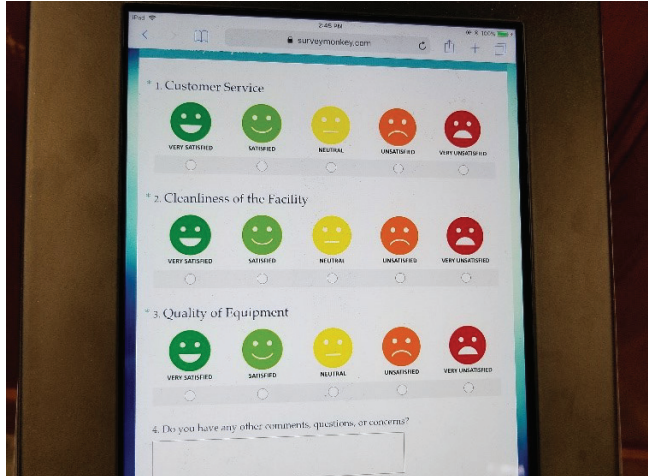 iPad
2:45 PM
100%
surveymonkey.com
* 1. Customer Service
VERY SATISFIED SATISFIED NEUTRAL UNSATISFIED VERY UNSATISFIED
* 2. Cleanliness of the Facility
VERY SATISFIED SATISFIED NEUTRAL UNSATISFIED VERY UNSATISFIED
* 3. Quality of Equipment
VERY SATISFIED SATISFIED NEUTRAL UNSATISFIED VERY UNSATISFIED
4. Do you have any other comments, questions, or concerns?